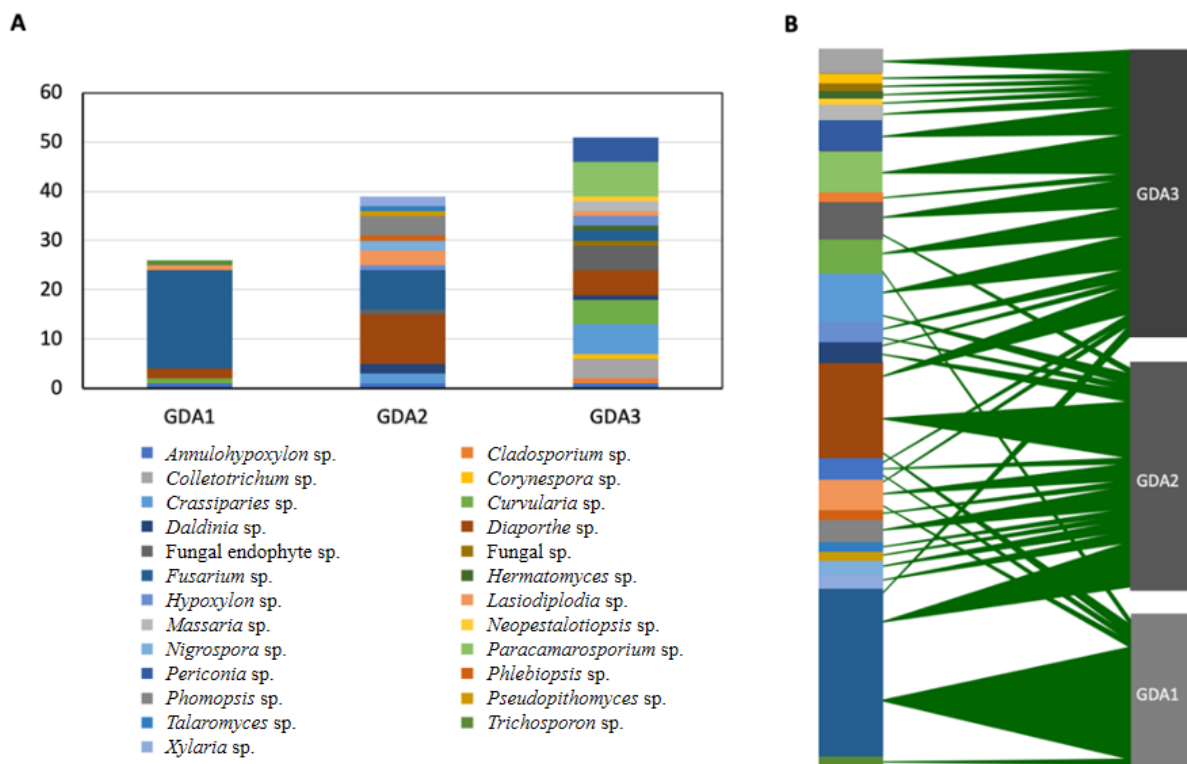 A
B
60
50
40
30
20
10
0
GDA1 GDA2 GDA3
Annulohypoxylon sp. Cladosporium sp.
Colletotrichum sp. Corynespora sp.
Crassiparies sp. Curvularia sp.
Daldinia sp. Diaporthe sp.
Fungal endophyte sp. Fungal sp.
Fusarium sp. Hermatomyces sp.
Hypoxylon sp. Lasiodiplodia sp.
Massaria sp. Neopestalotiopsis sp.
Nigrospora sp. Paracamarosporium sp.
Periconia sp. Phlebiopsis sp.
Phomopsis sp. Pseudopithomyces sp.
Talaromyces sp. Trichosporon sp.
Xylaria sp.
GDA3
GDA2
GDA1